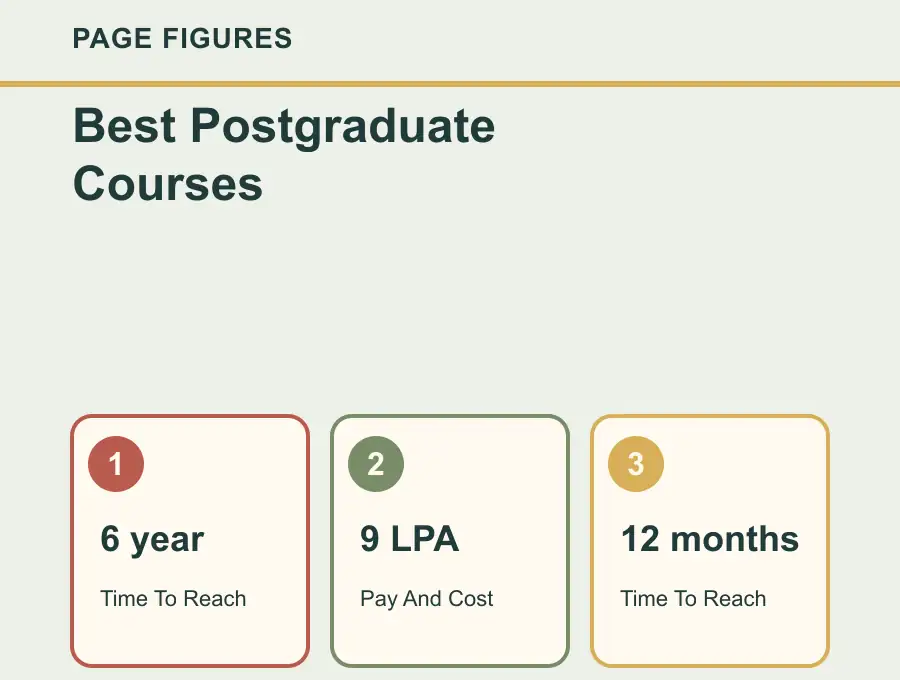 PAGE FIGURES
Best Postgraduate
Courses
1
6 year
Time To Reach
2
9 LPA
Pay And Cost
3
12 months
Time To Reach